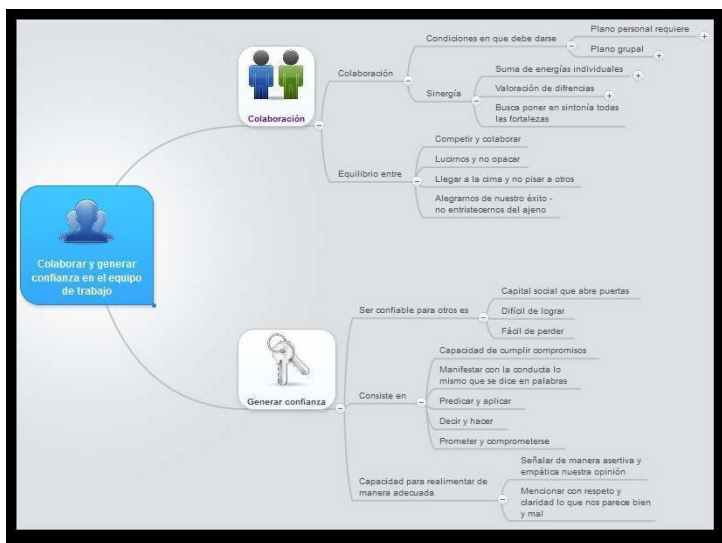 Colaborar y generar
confianza en el equipo
de trabajo
Colaboración
Colaboración
Condiciones en que debe darse
Plano personal requiere
Plano grupal
Sinergía
Suma de energías individuales
Valoración de difrencias
Busca poner en sintonía todas
las fortalezas
Equilibrio entre
Competir y colaborar
Lucirnos y no opacar
Llegar a la cima y no pisar a otros
Alegrarnos de nuestro éxito -
no entristecernos del ajeno
Generar confianza
Ser confiable para otros es
Capital social que abre puertas
Difícil de lograr
Fácil de perder
Consiste en
Capacidad de cumplir compromisos
Manifestar con la conducta lo
mismo que se dice en palabras
Predicar y aplicar
Decir y hacer
Prometer y comprometerse
Capacidad para realimentar de
manera adecuada
Señalar de manera asertiva y
empática nuestra opinión
Mencionar con respeto y
claridad lo que nos parece bien
y mal